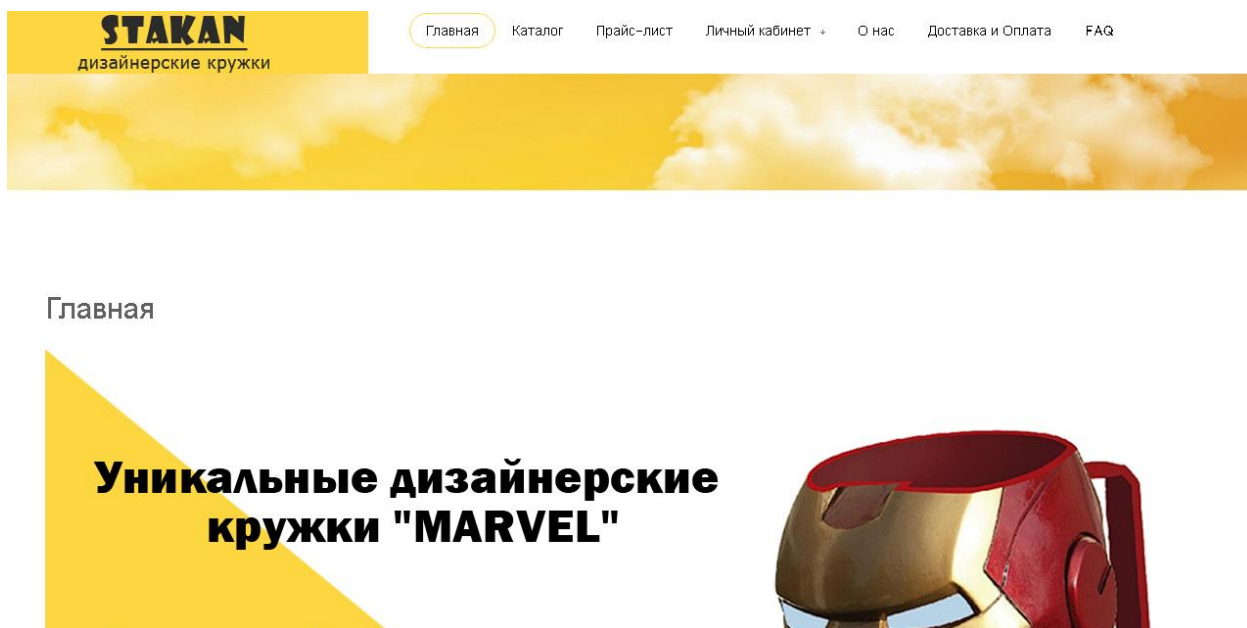 STAKAN
дизайнерские кружки
Главная Каталог Прайс-лист Личный кабинет + О нас Доставка и Оплата FAQ
Главная
Уникальные дизайнерские
кружки "MARVEL"